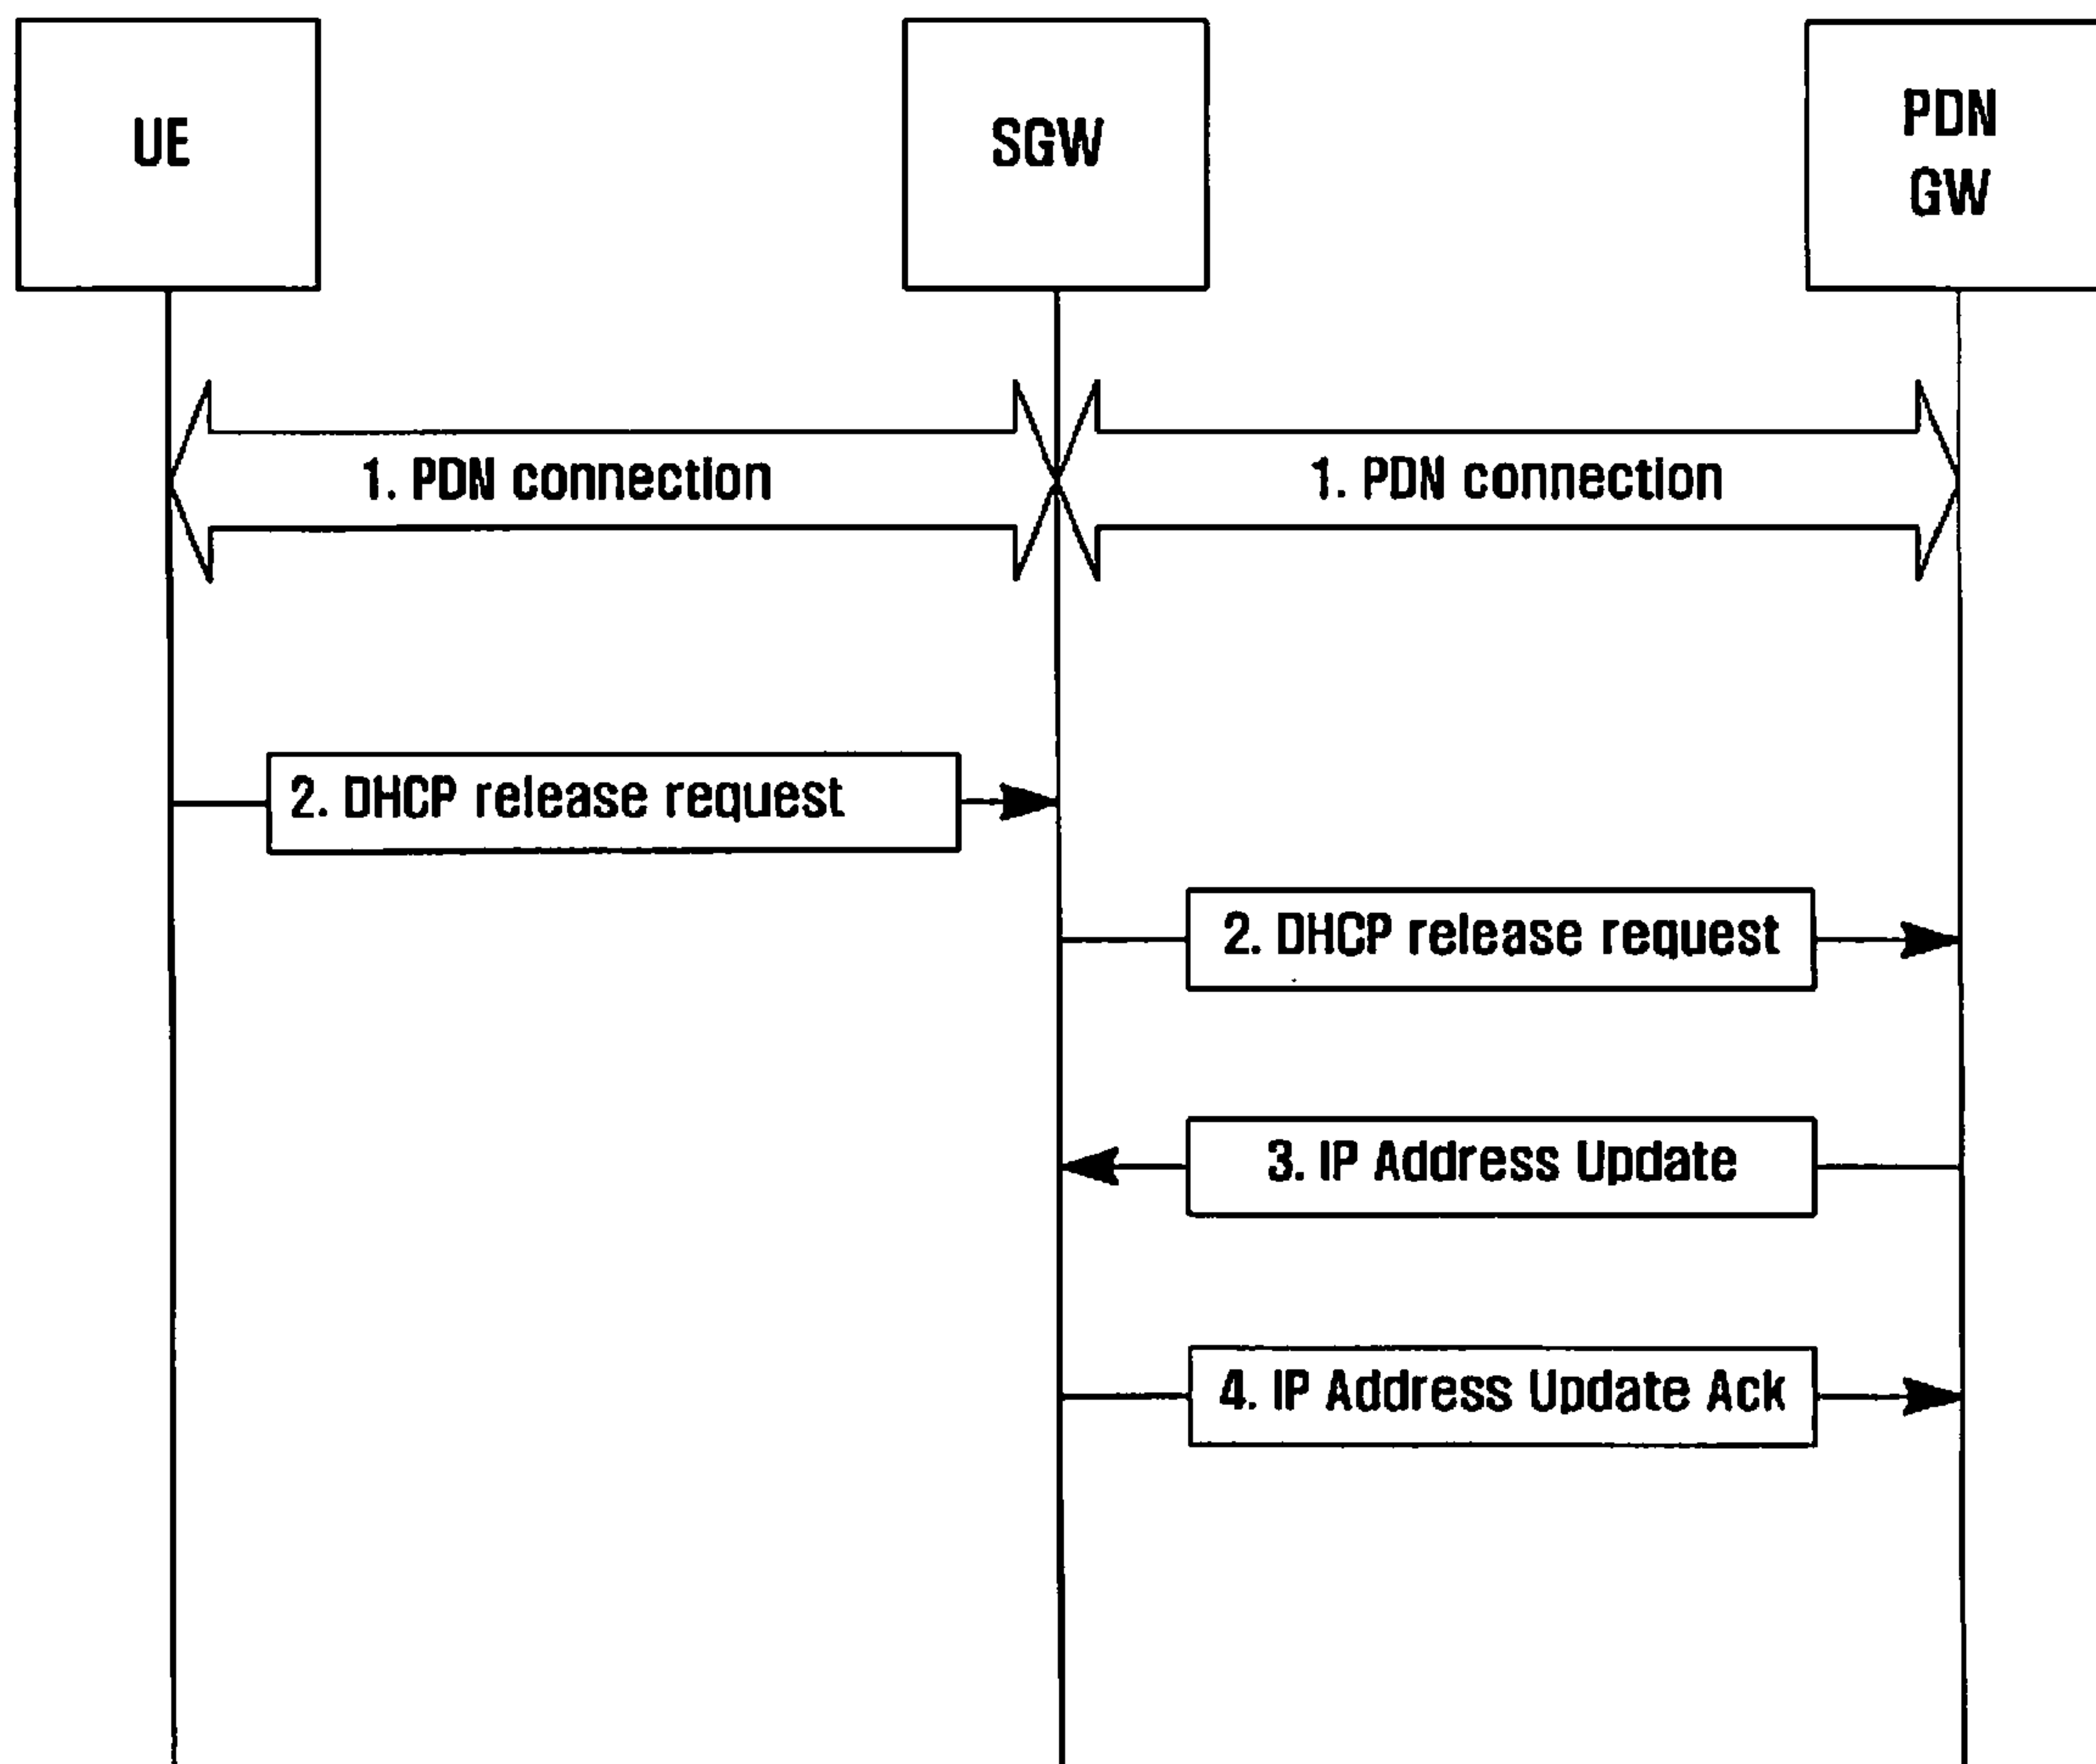 UE
SGW
PDN
GW
1. PDN connection
1. PDN connection
2. DHCP release request
2. DHCP release request
3. IP Address Update
4. IP Address Update Ack